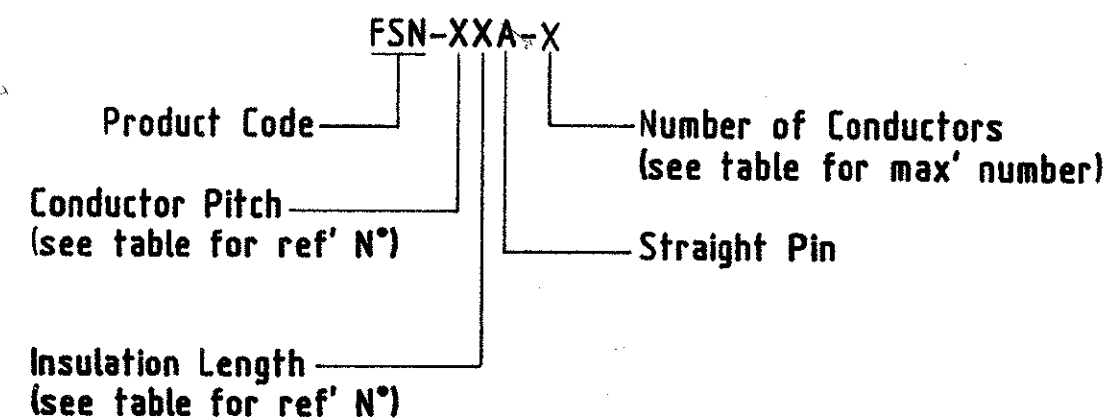 FSN-XXA-X
Product Code
Number of Conductors
(see table for max' number)
Conductor Pitch
(see table for ref' N°)
Straight Pin
Insulation Length
(see table for ref' N°)